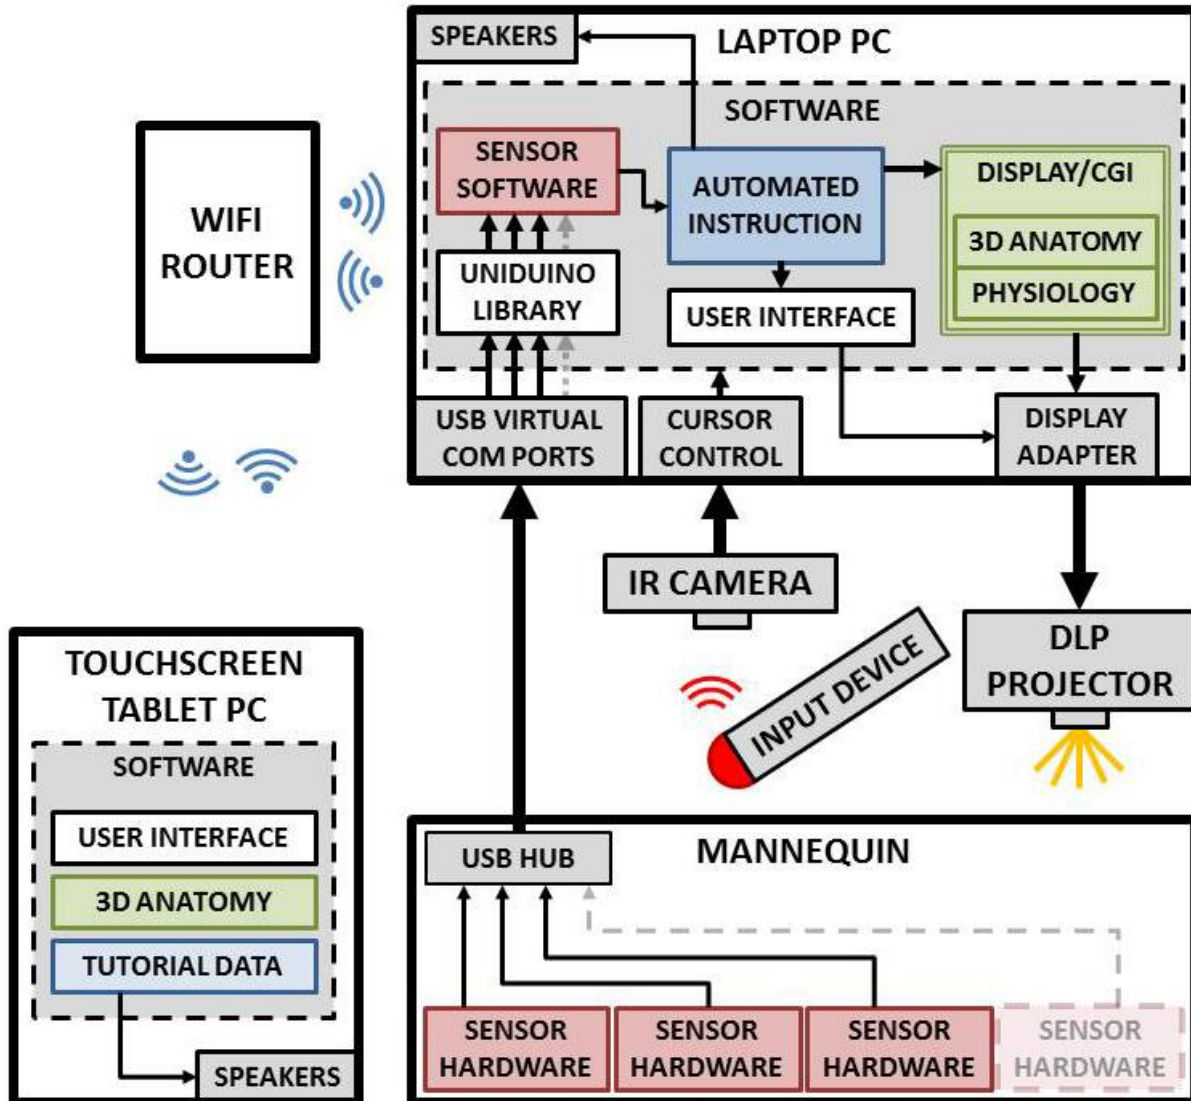 SPEAKERS
LAPTOP PC
SOFTWARE
SENSOR
SOFTWARE
AUTOMATED
INSTRUCTION
DISPLAY/CGI
3D ANATOMY
PHYSIOLOGY
UNIDUINO
LIBRARY
USER INTERFACE
USB VIRTUAL
COM PORTS
CURSOR
CONTROL
DISPLAY
ADAPTER
WIFI
ROUTER
IR CAMERA
INPUT DEVICE
DLP
PROJECTOR
TOUCHSCREEN
TABLET PC
SOFTWARE
USER INTERFACE
3D ANATOMY
TUTORIAL DATA
SPEAKERS
USB HUB
MANNEQUIN
SENSOR
HARDWARE
SENSOR
HARDWARE
SENSOR
HARDWARE
SENSOR
HARDWARE